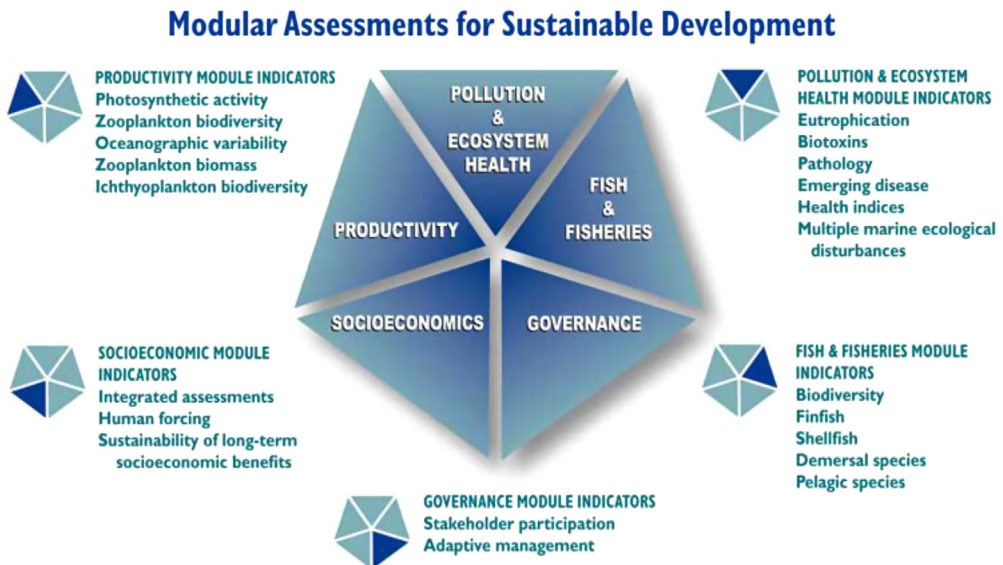 Modular Assessments for Sustainable Development
PRODUCTIVITY MODULE INDICATORS
Photosynthetic activity
Zooplankton biodiversity
Oceanographic variability
Zooplankton biomass
Ichthyoplankton biodiversity
POLLUTION
&
ECOSYSTEM
HEALTH
FISH
&
FISHERIES
PRODUCTIVITY
SOCIOECONOMICS
GOVERNANCE
POLLUTION & ECOSYSTEM
HEALTH MODULE INDICATORS
Eutrophication
Biotoxins
Pathology
Emerging disease
Health indices
Multiple marine ecological
disturbances
SOCIOECONOMIC MODULE
INDICATORS
Integrated assessments
Human forcing
Sustainability of long-term
socioeconomic benefits
FISH & FISHERIES MODULE
INDICATORS
Biodiversity
Finfish
Shellfish
Demersal species
Pelagic species
GOVERNANCE MODULE INDICATORS
Stakeholder participation
Adaptive management